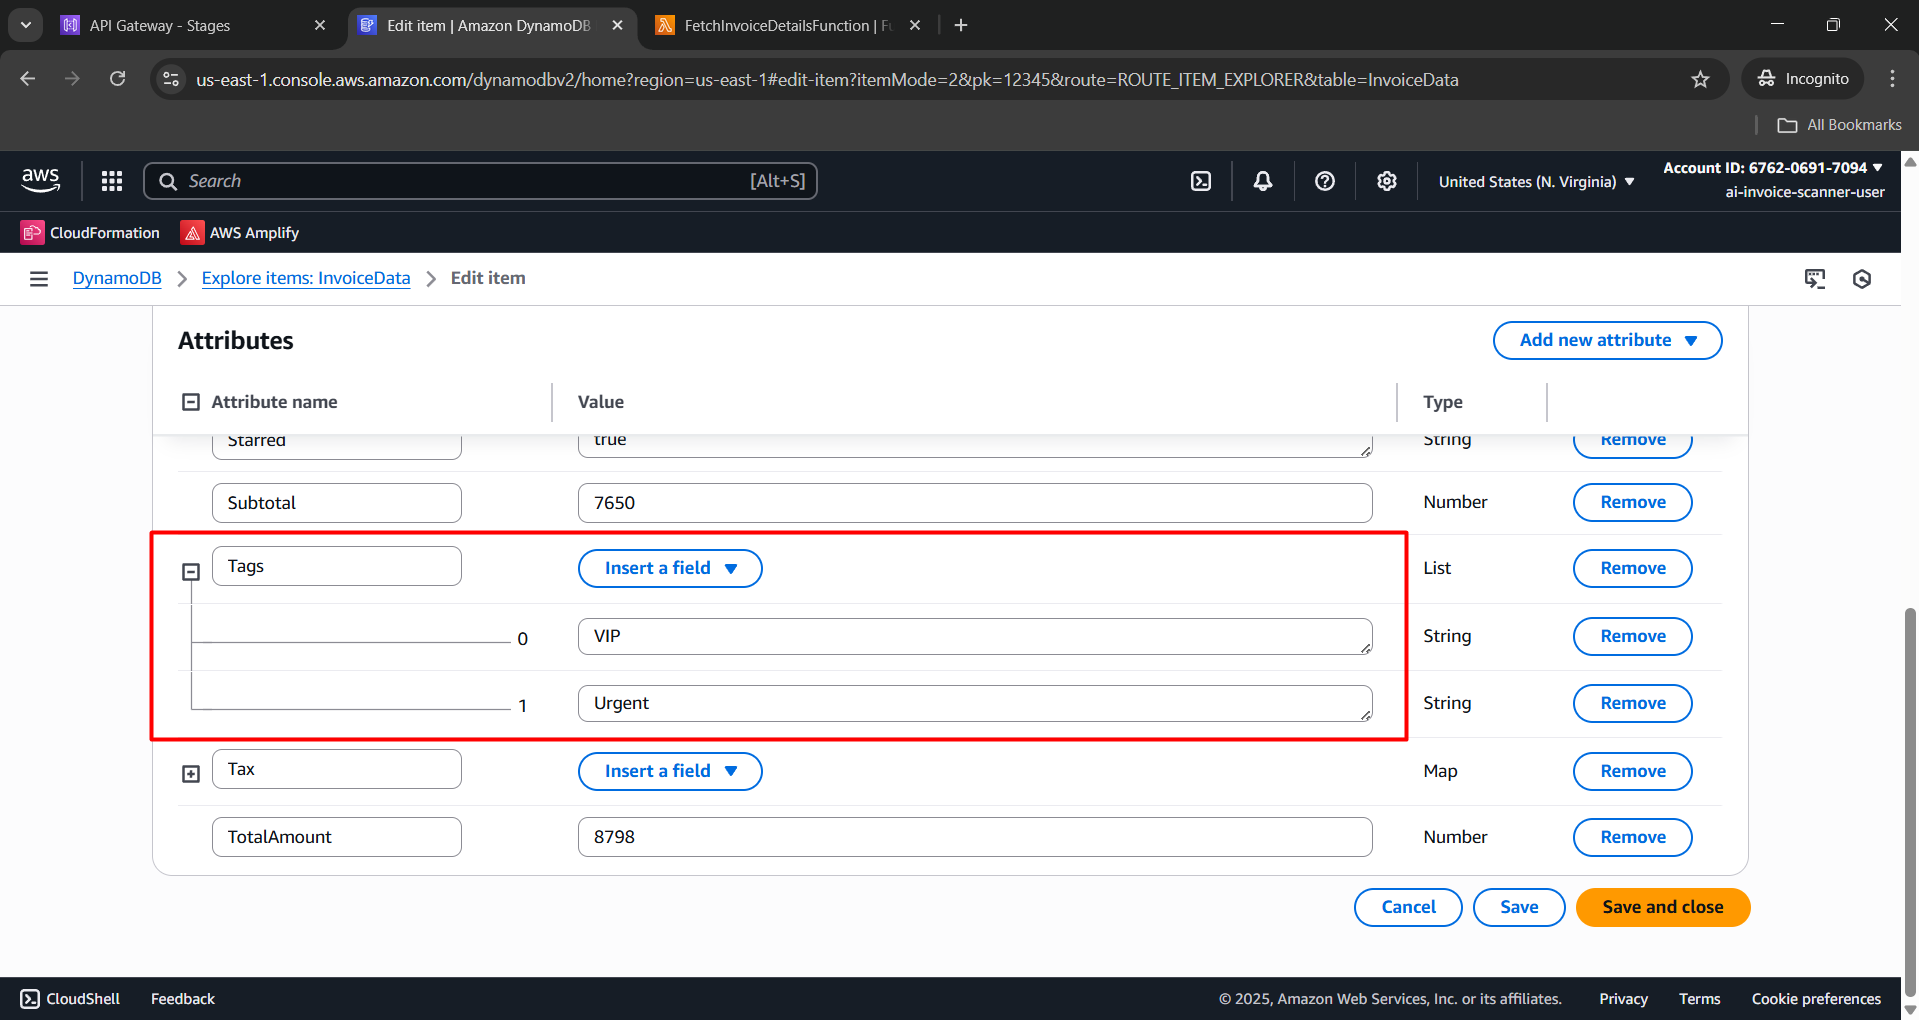 API Gateway - Stages
Edit item | Amazon DynamoDB
FetchInvoiceDetailsFunction | Fu
us-east-1.console.aws.amazon.com/dynamodbv2/home?region=us-east-1#edit-item?itemMode=2&pk=12345&route=ROUTE_ITEM_EXPLORER&table=InvoiceData
Incognito
All Bookmarks
aws
Search
[Alt+S]
United States (N. Virginia)
Account ID: 6762-0691-7094
ai-invoice-scanner-user
CloudFormation
AWS Amplify
DynamoDB
Explore items: InvoiceData
Edit item
Attributes
Add new attribute
Attribute name
Value
Type
Starred
true
String
Remove
Subtotal
7650
Number
Remove
Tags
Insert a field
List
Remove
0
VIP
String
Remove
1
Urgent
String
Remove
Tax
Insert a field
Map
Remove
TotalAmount
8798
Number
Remove
Cancel
Save
Save and close
CloudShell
Feedback
© 2025, Amazon Web Services, Inc. or its affiliates.
Privacy
Terms
Cookie preferences